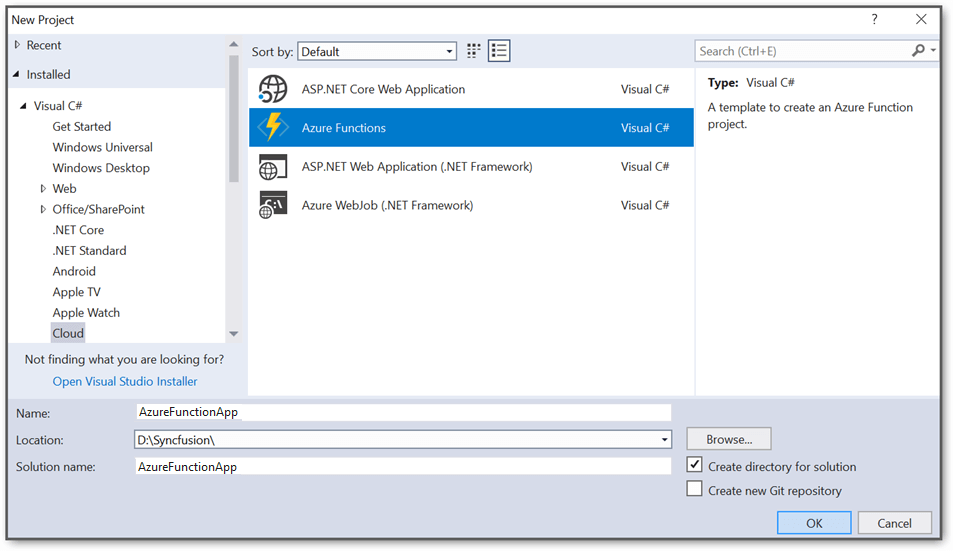 New Project
?
Recent
Installed
Visual C#
Get Started
Windows Universal
Windows Desktop
Web
Office/SharePoint
.NET Core
.NET Standard
Android
Apple TV
Apple Watch
Cloud
Not finding what you are looking for?
Open Visual Studio Installer
Sort by: Default
Search (Ctrl+E)
ASP.NET Core Web Application Visual C#
Azure Functions Visual C#
ASP.NET Web Application (.NET Framework) Visual C#
Azure WebJob (.NET Framework) Visual C#
Type: Visual C#
A template to create an Azure Function
project.
Name: AzureFunctionApp
Location: D:\Syncfusion\ Browse...
Solution name: AzureFunctionApp
Create directory for solution
Create new Git repository
OK Cancel